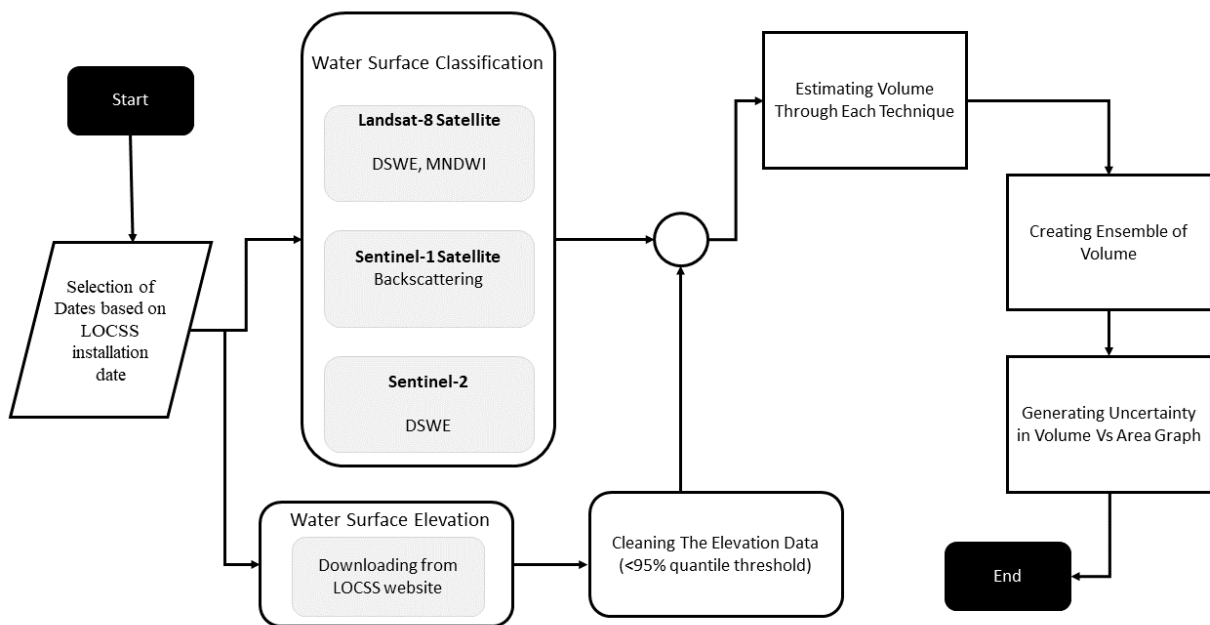 Start
Selection of
Dates based on
LOCSS
installation
date
Water Surface Classification
Landsat-8 Satellite
DSWE, MNDWI
Sentinel-1 Satellite
Backscattering
Sentinel-2
DSWE
Water Surface Elevation
Downloading from
LOCSS website
Cleaning The Elevation Data
(<95% quantile threshold)
Estimating Volume
Through Each Technique
Creating Ensemble of
Volume
Generating Uncertainty
in Volume Vs Area Graph
End